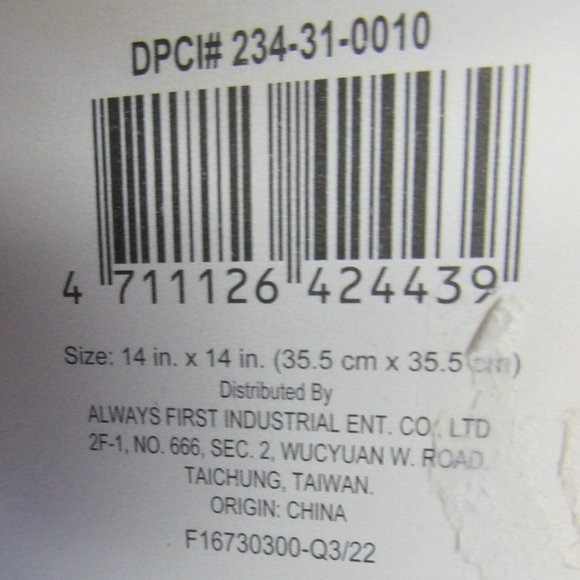 DPCI# 234-31-0010
4 711126 424439
Size: 14 in. x 14 in. (35.5 cm x 35.5 cm)
Distributed By
ALWAYS FIRST INDUSTRIAL ENT. CO., LTD
2F-1, NO. 666, SEC. 2, WUCYUAN W. ROAD.
TAICHUNG, TAIWAN.
ORIGIN: CHINA
F16730300-Q3/22